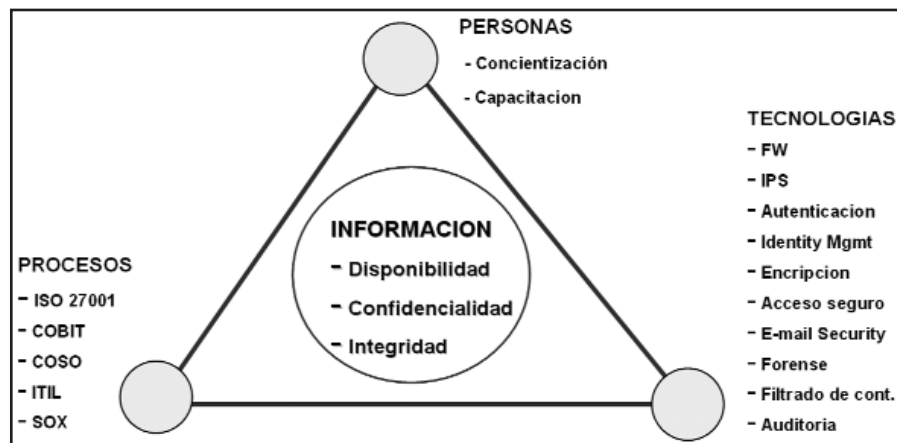 PERSONAS
- Concientización
- Capacitacion
TECNOLOGIAS
- FW
- IPS
- Autenticacion
- Identity Mgmt
- Encripcion
- Acceso seguro
- E-mail Security
- Forense
- Filtrado de cont.
- Auditoria
INFORMACION
- Disponibilidad
- Confidencialidad
- Integridad
PROCESOS
- ISO 27001
- COBIT
- COSO
- ITIL
- SOX